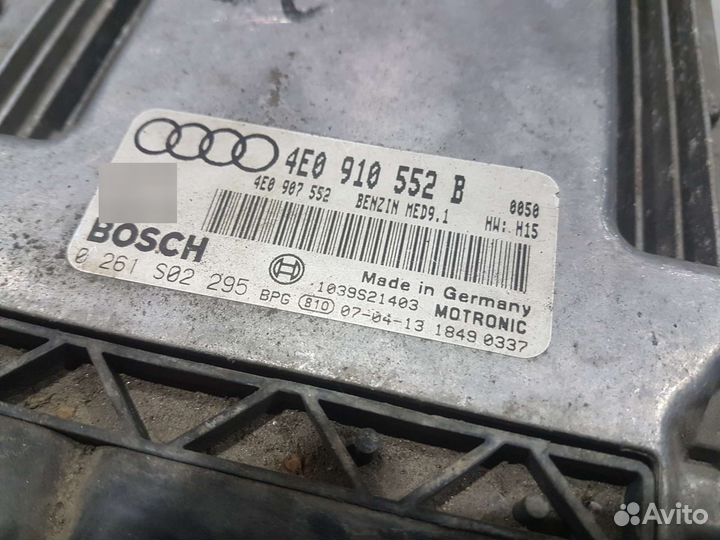 4E0 910 552 B
4E0 907 552 BENZIN MED9.1 0050
HW: H15
BOSCH
0 261 S02 295
Made in Germany
1039S21403 MOTRONIC
BPG 810 07-04-13 1849 0337
Avito